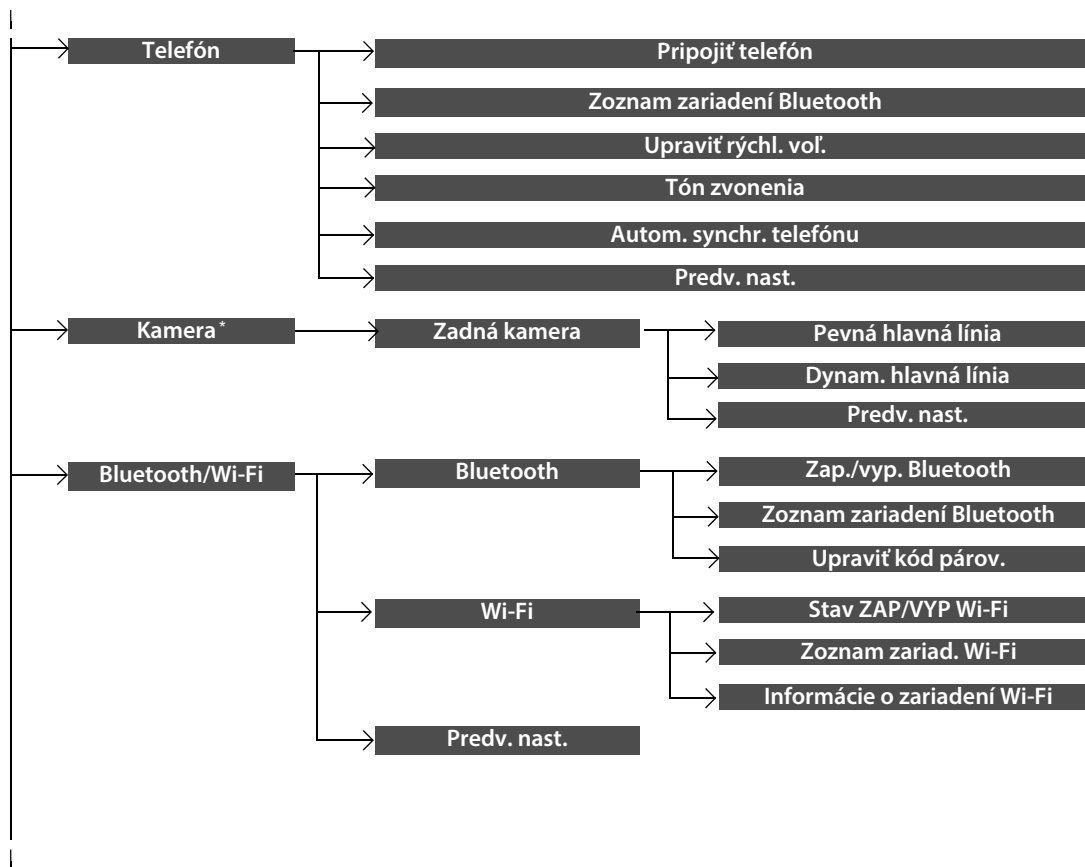 Telefón
Pripojiť telefón
Zoznam zariadení Bluetooth
Upraviť rýchl. voľ.
Tón zvonenia
Autom. synchr. telefónu
Predv. nast.
Kamera*
Zadná kamera
Pevná hlavná línia
Dynam. hlavná línia
Predv. nast.
Bluetooth/Wi-Fi
Bluetooth
Zap./vyp. Bluetooth
Zoznam zariadení Bluetooth
Upraviť kód párov.
Wi-Fi
Stav ZAP/VYP Wi-Fi
Zoznam zariad. Wi-Fi
Informácie o zariadení Wi-Fi
Predv. nast.